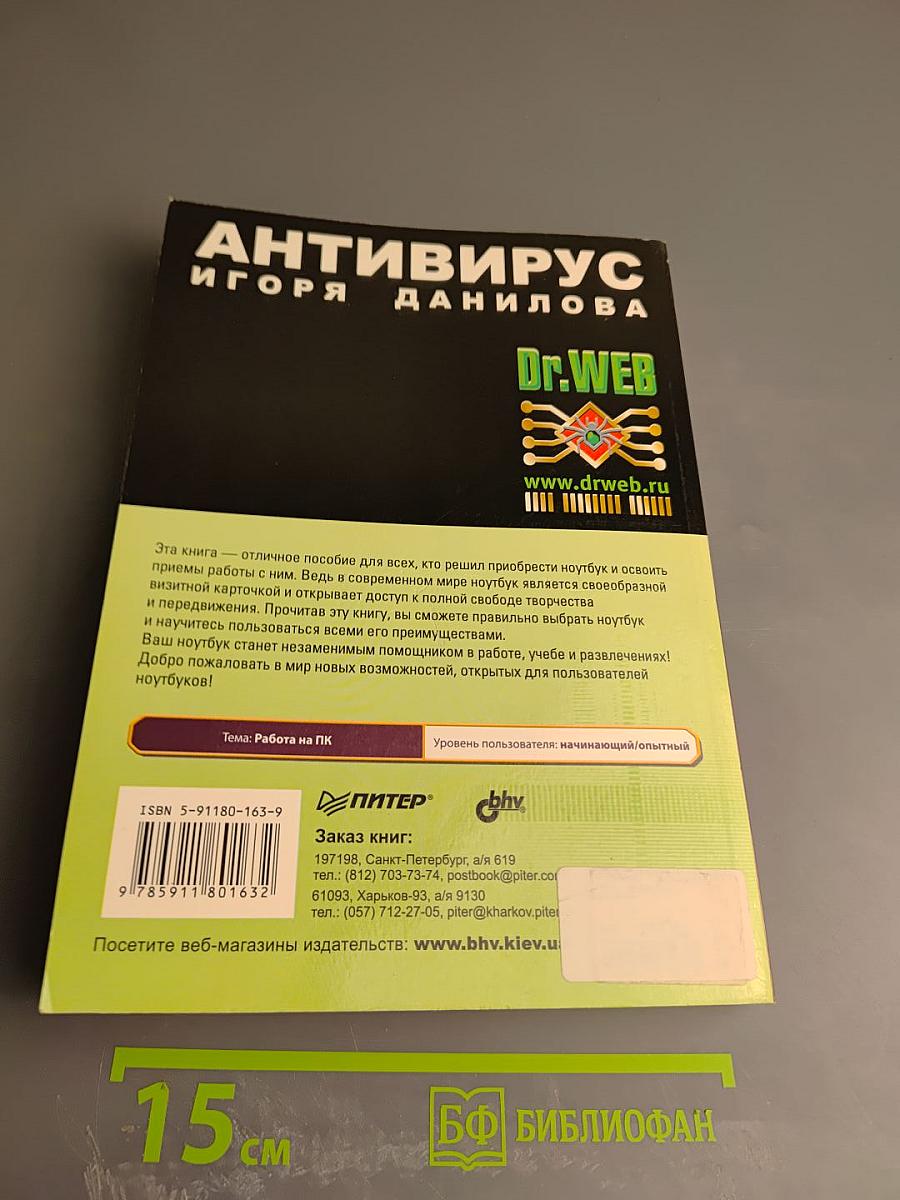 АНТИВИРУС
ИГОРЯ ДАНИЛОВА
Dr.WEB
www.drweb.ru
Эта книга — отличное пособие для всех, кто решил приобрести ноутбук и освоить
приемы работы с ним. Ведь в современном мире ноутбук является своеобразной
визитной карточкой и открывает доступ к полной свободе творчества
и передвижения. Прочитав эту книгу, вы сможете правильно выбрать ноутбук
и научитесь пользоваться всеми его преимуществами.
Ваш ноутбук станет незаменимым помощником в работе, учебе и развлечениях!
Добро пожаловать в мир новых возможностей, открытых для пользователей
ноутбуков!
Тема: Работа на ПК
Уровень пользователя: начинающий/опытный
ISBN 5-91180-163-9
9 785911 801632
ПИТЕР®
bhv®
Заказ книг:
197198, Санкт-Петербург, а/я 619
тел.: (812) 703-73-74, postbook@piter.com
61093, Харьков-93, а/я 9130
тел.: (057) 712-27-05, piter@kharkov.piter
Посетите веб-магазины издательств: www.bhv.kiev.ua
15 см
БФ БИБЛИОФАН